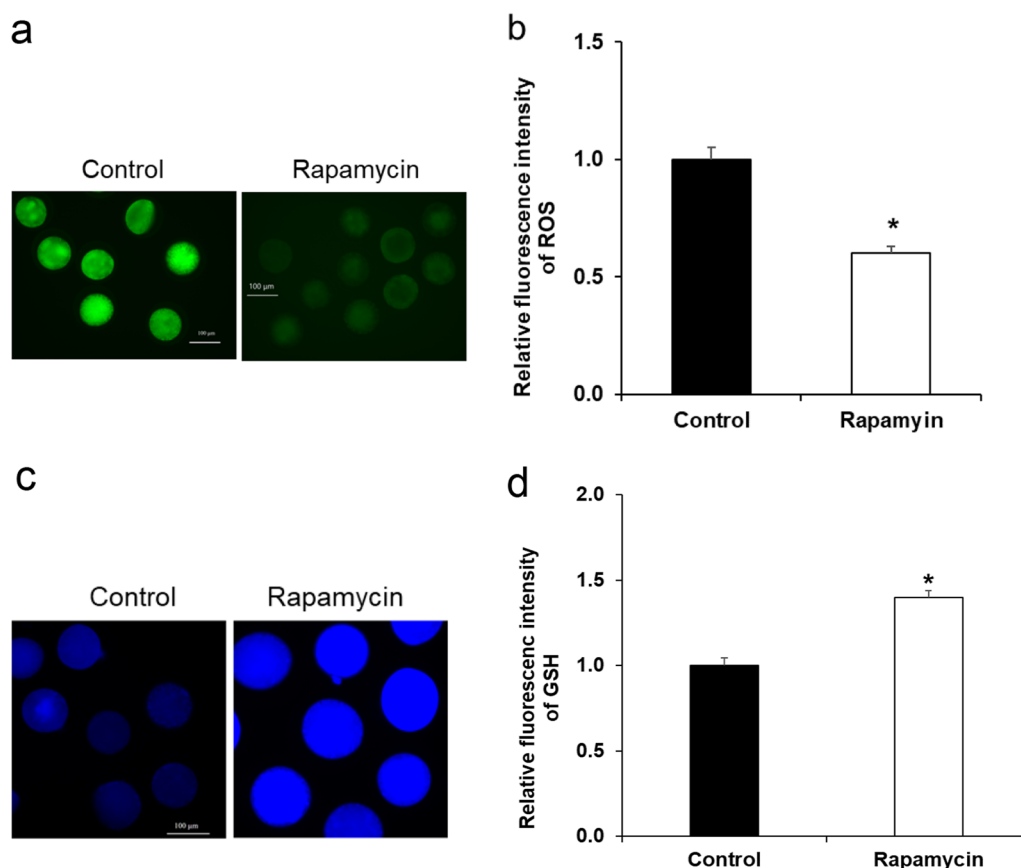 a
Control
Rapamycin
100 µm
100 µm
b
Relative fluorescence intensity
of ROS
1.5
1.0
0.5
0.0
*
Control
Rapamyin
c
Control
Rapamycin
100 µm
d
Relative fluorescenc intensity
of GSH
2.0
1.5
1.0
0.5
0.0
*
Control
Rapamycin